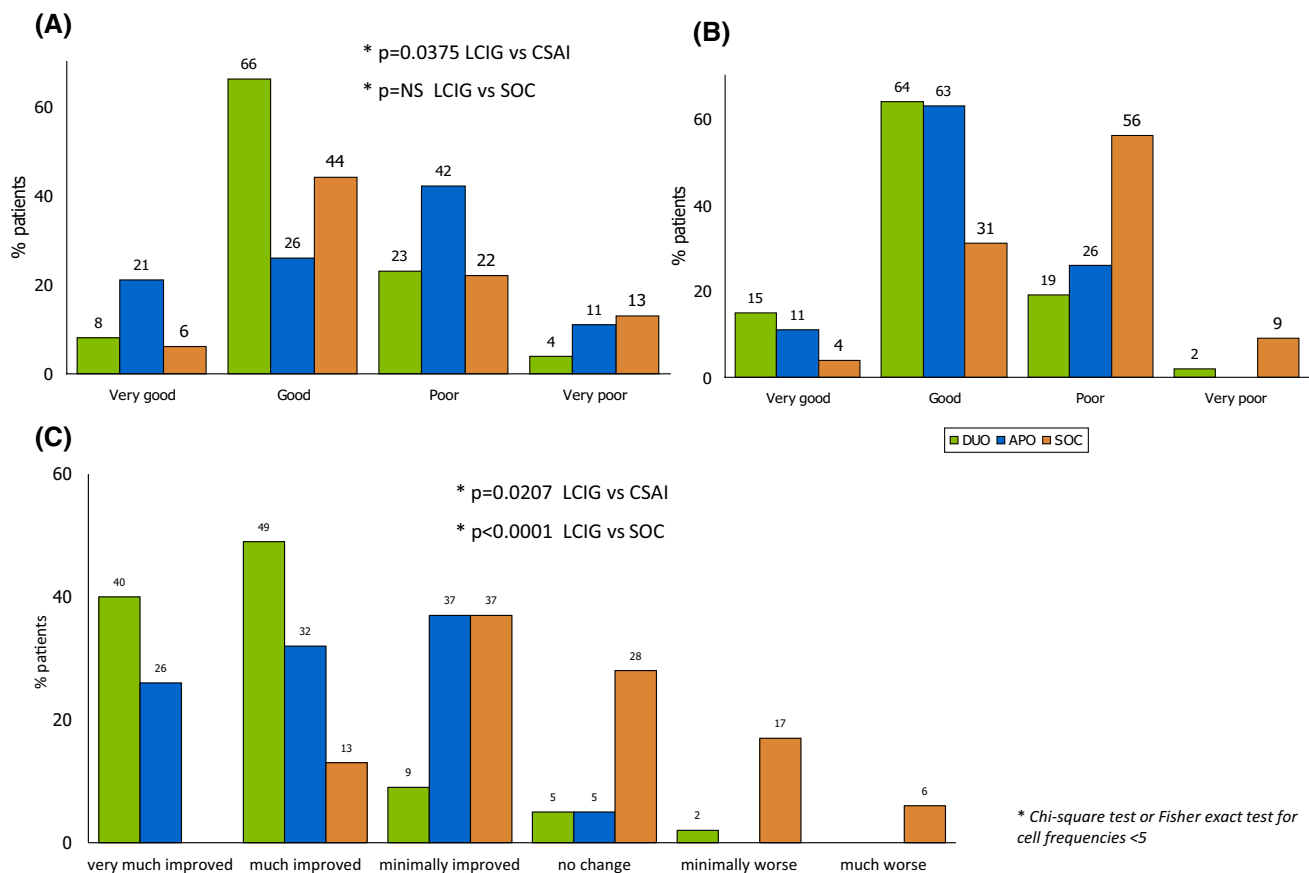 (A)
* p=0.0375 LCIG vs CSAI
* p=NS LCIG vs SOC
% patients
60
40
20
0
8
21
6
66
26
44
23
42
22
4
11
13
Very good
Good
Poor
Very poor
(B)
% patients
60
40
20
0
15
11
4
64
63
31
19
26
56
2
9
Very good
Good
Poor
Very poor
DUO APO SOC
(C)
* p=0.0207 LCIG vs CSAI
* p<0.0001 LCIG vs SOC
% patients
60
40
20
0
40
26
49
32
13
9
37
37
5
5
28
2
17
6
very much improved
much improved
minimally improved
no change
minimally worse
much worse
* Chi-square test or Fisher exact test for
cell frequencies <5